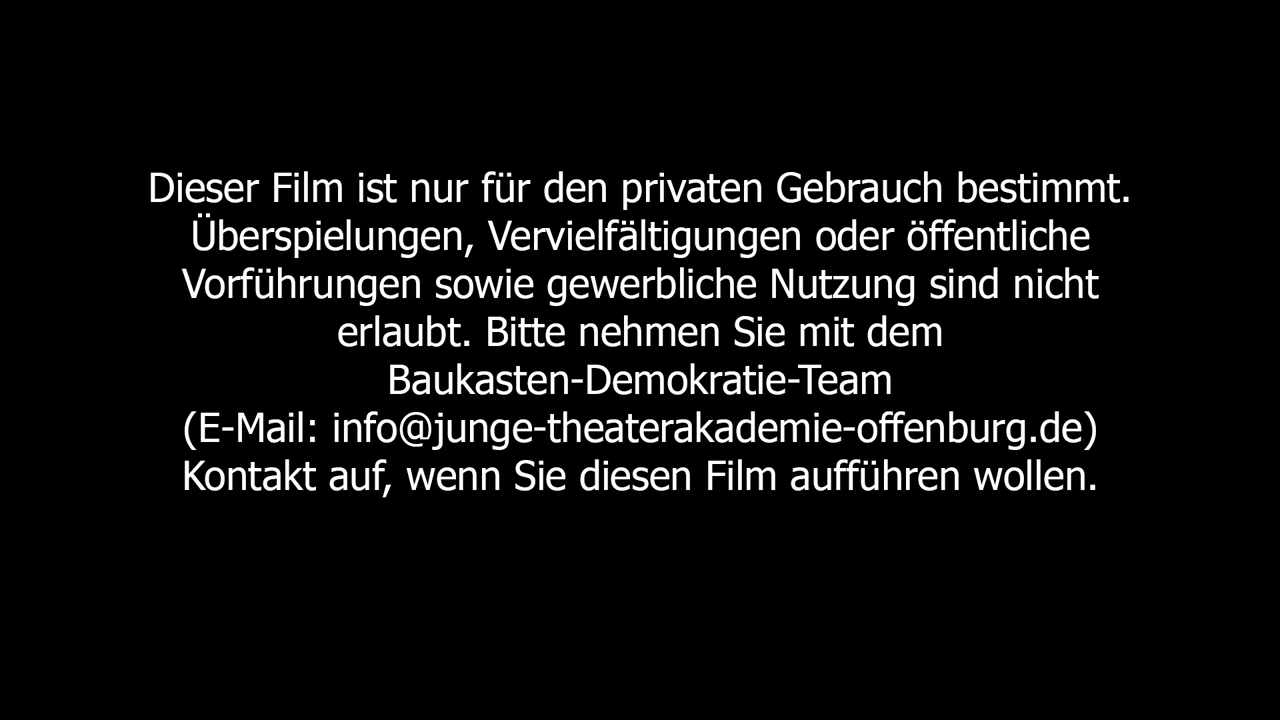 Dieser Film ist nur für den privaten Gebrauch bestimmt.
Überspielungen, Vervielfältigungen oder öffentliche
Vorführungen sowie gewerbliche Nutzung sind nicht
erlaubt. Bitte nehmen Sie mit dem
Baukasten-Demokratie-Team
(E-Mail: info@junge-theaterakademie-offenburg.de)
Kontakt auf, wenn Sie diesen Film aufführen wollen.